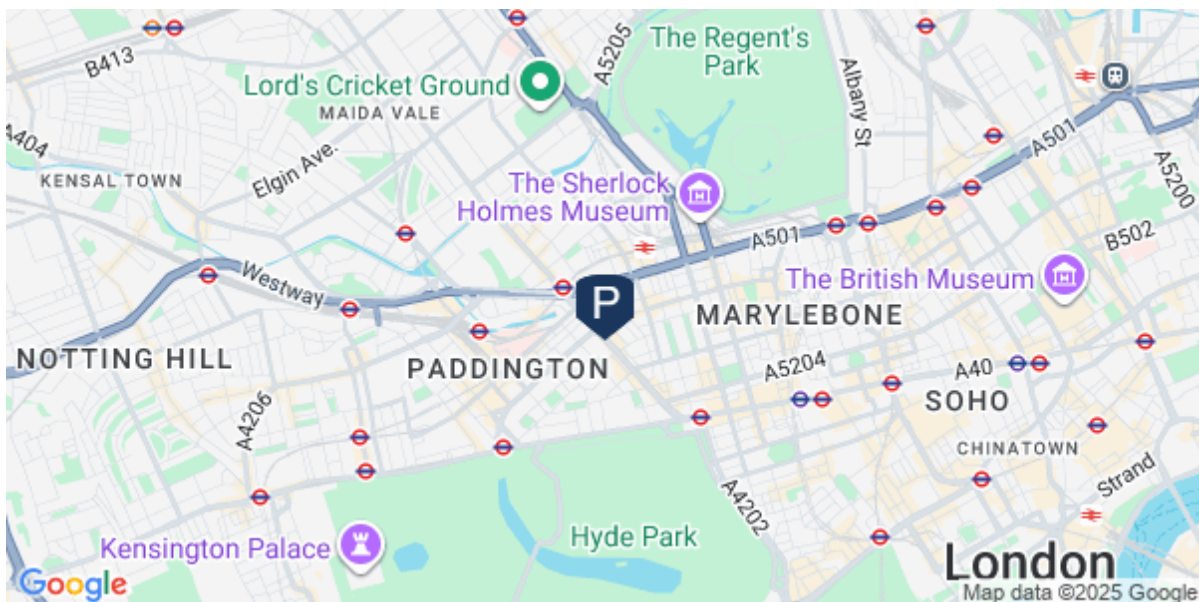 B413
A5205
The Regent's
Park
Lord's Cricket Ground
MAIDA VALE
Albany St
A501
A404
Elgin Ave.
KENSAL TOWN
A5200
The Sherlock
Holmes Museum
A501
B502
Westway
The British Museum
P
MARYLEBONE
NOTTING HILL
PADDINGTON
A5204
A40
SOHO
A4206
CHINATOWN
Strand
A4202
Hyde Park
Kensington Palace
London
Google
Map data ©2025 Google